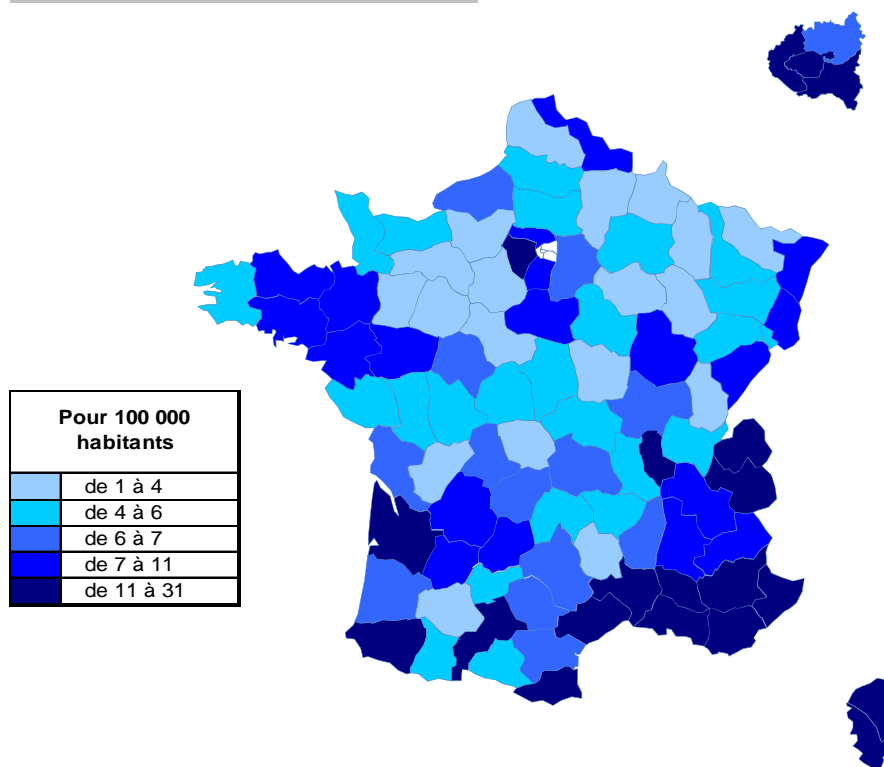 Pour 100 000
habitants
de 1 à 4
de 4 à 6
de 6 à 7
de 7 à 11
de 11 à 31